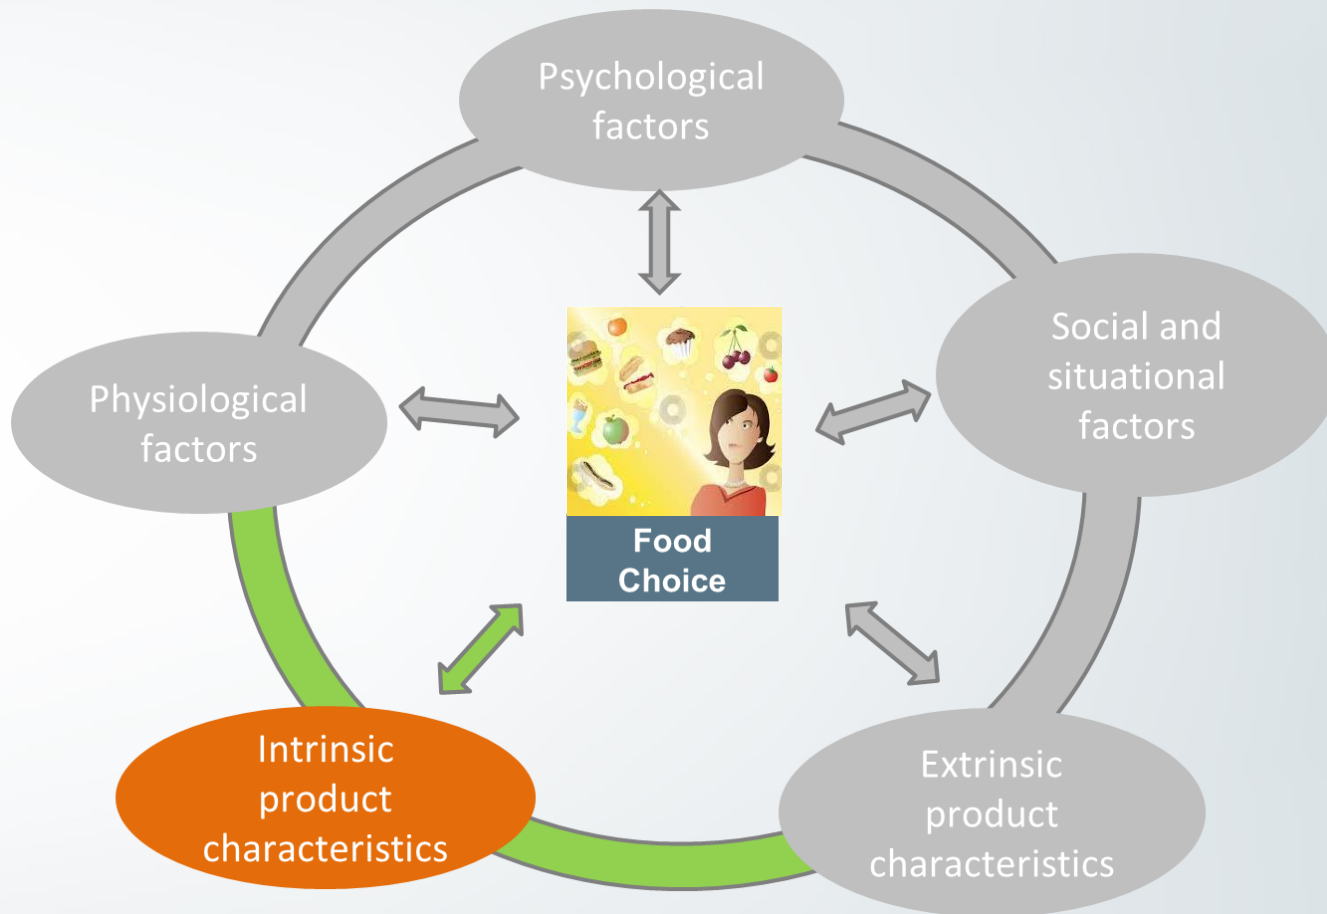 Psychological
factors
Social and
situational
factors
Physiological
factors
Food
Choice
Intrinsic
product
characteristics
Extrinsic
product
characteristics